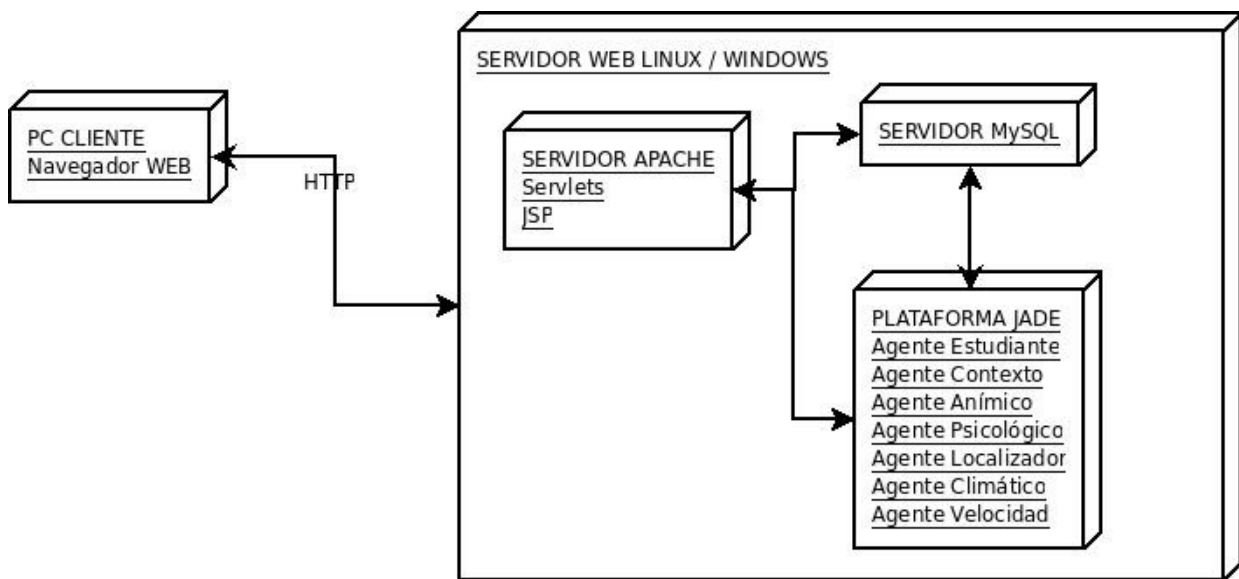 SERVIDOR WEB LINUX / WINDOWS
PC CLIENTE
Navegador WEB
HTTP
SERVIDOR APACHE
Servlets
JSP
SERVIDOR MySQL
PLATAFORMA JADE
Agente Estudiante
Agente Contexto
Agente Anímico
Agente Psicológico
Agente Localizador
Agente Climático
Agente Velocidad